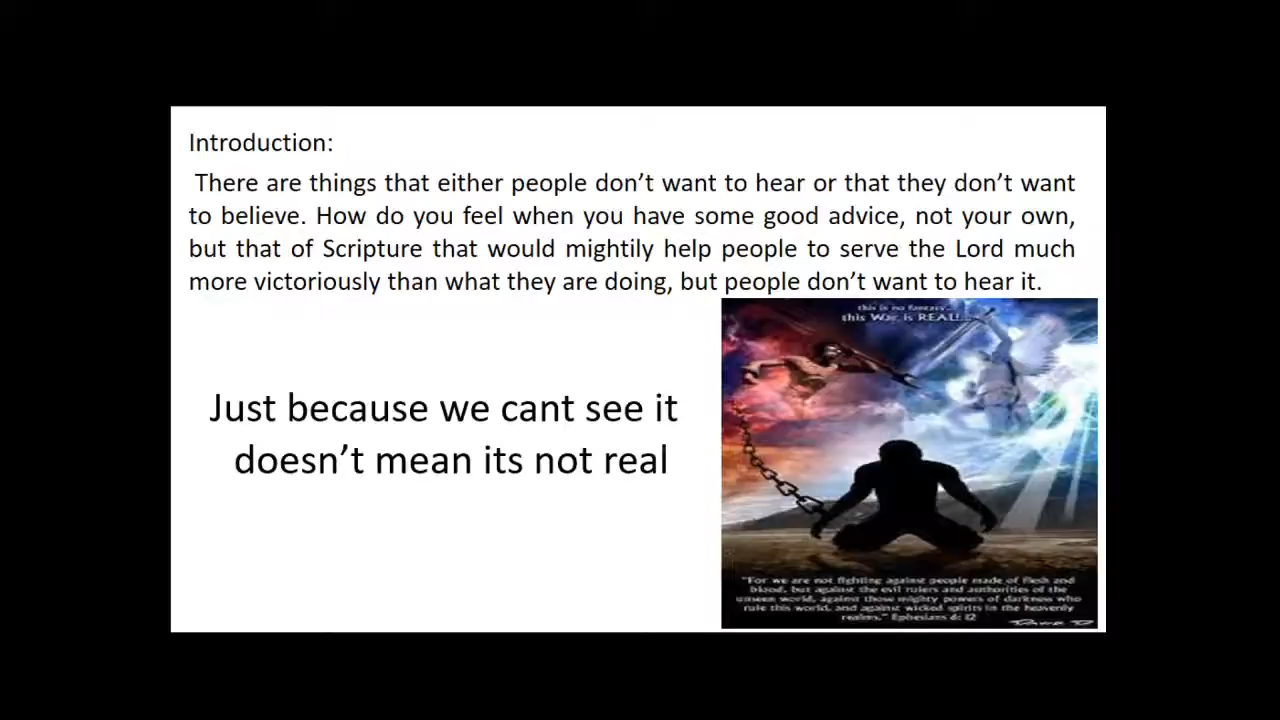 Introduction:
There are things that either people don’t want to hear or that they don’t want
to believe. How do you feel when you have some good advice, not your own,
but that of Scripture that would mightily help people to serve the Lord much
more victoriously than what they are doing, but people don’t want to hear it.
this is no fantasy...
this War is REAL!...
Just because we cant see it
doesn’t mean its not real
"For we are not fighting against people made of flesh and
blood, but against the evil rulers and authorities of the
unseen world, against those mighty powers of darkness who
rule this world, and against wicked spirits in the heavenly
realms." Ephesians 6: 12